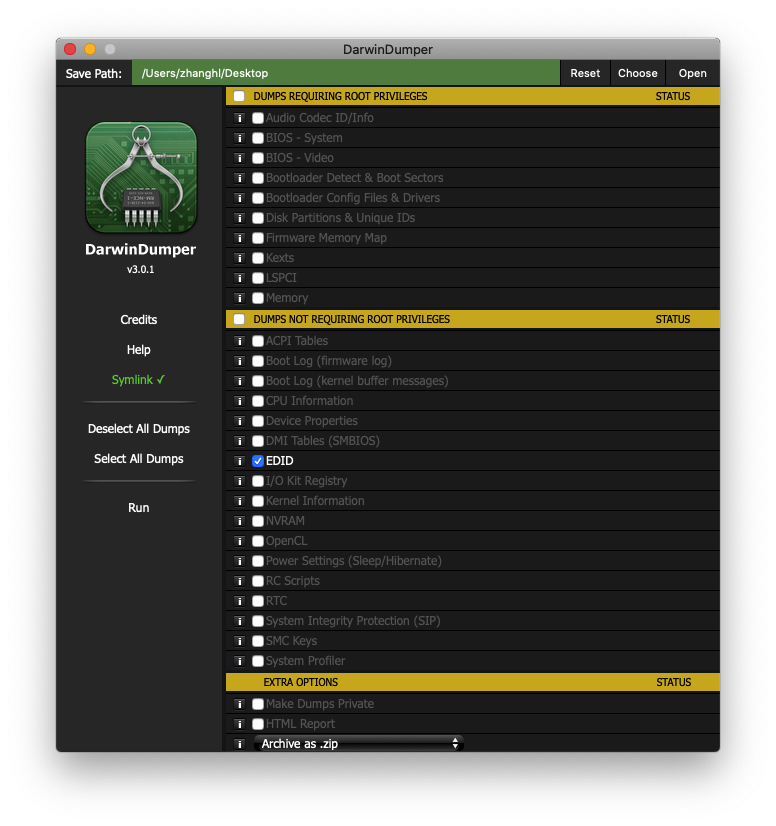 DarwinDumper
Save Path: /Users/zhanghl/Desktop Reset Choose Open
DUMPS REQUIRING ROOT PRIVILEGES STATUS
i Audio Codec ID/Info
i BIOS - System
i BIOS - Video
i Bootloader Detect & Boot Sectors
i Bootloader Config Files & Drivers
i Disk Partitions & Unique IDs
i Firmware Memory Map
i Kexts
i LSPCI
i Memory
DarwinDumper
v3.0.1
Credits
Help
Symlink ✓
Deselect All Dumps
Select All Dumps
Run
DUMPS NOT REQUIRING ROOT PRIVILEGES STATUS
i ACPI Tables
i Boot Log (firmware log)
i Boot Log (kernel buffer messages)
i CPU Information
i Device Properties
i DMI Tables (SMBIOS)
i EDID
i I/O Kit Registry
i Kernel Information
i NVRAM
i OpenCL
i Power Settings (Sleep/Hibernate)
i RC Scripts
i RTC
i System Integrity Protection (SIP)
i SMC Keys
i System Profiler
EXTRA OPTIONS STATUS
i Make Dumps Private
i HTML Report
i Archive as .zip